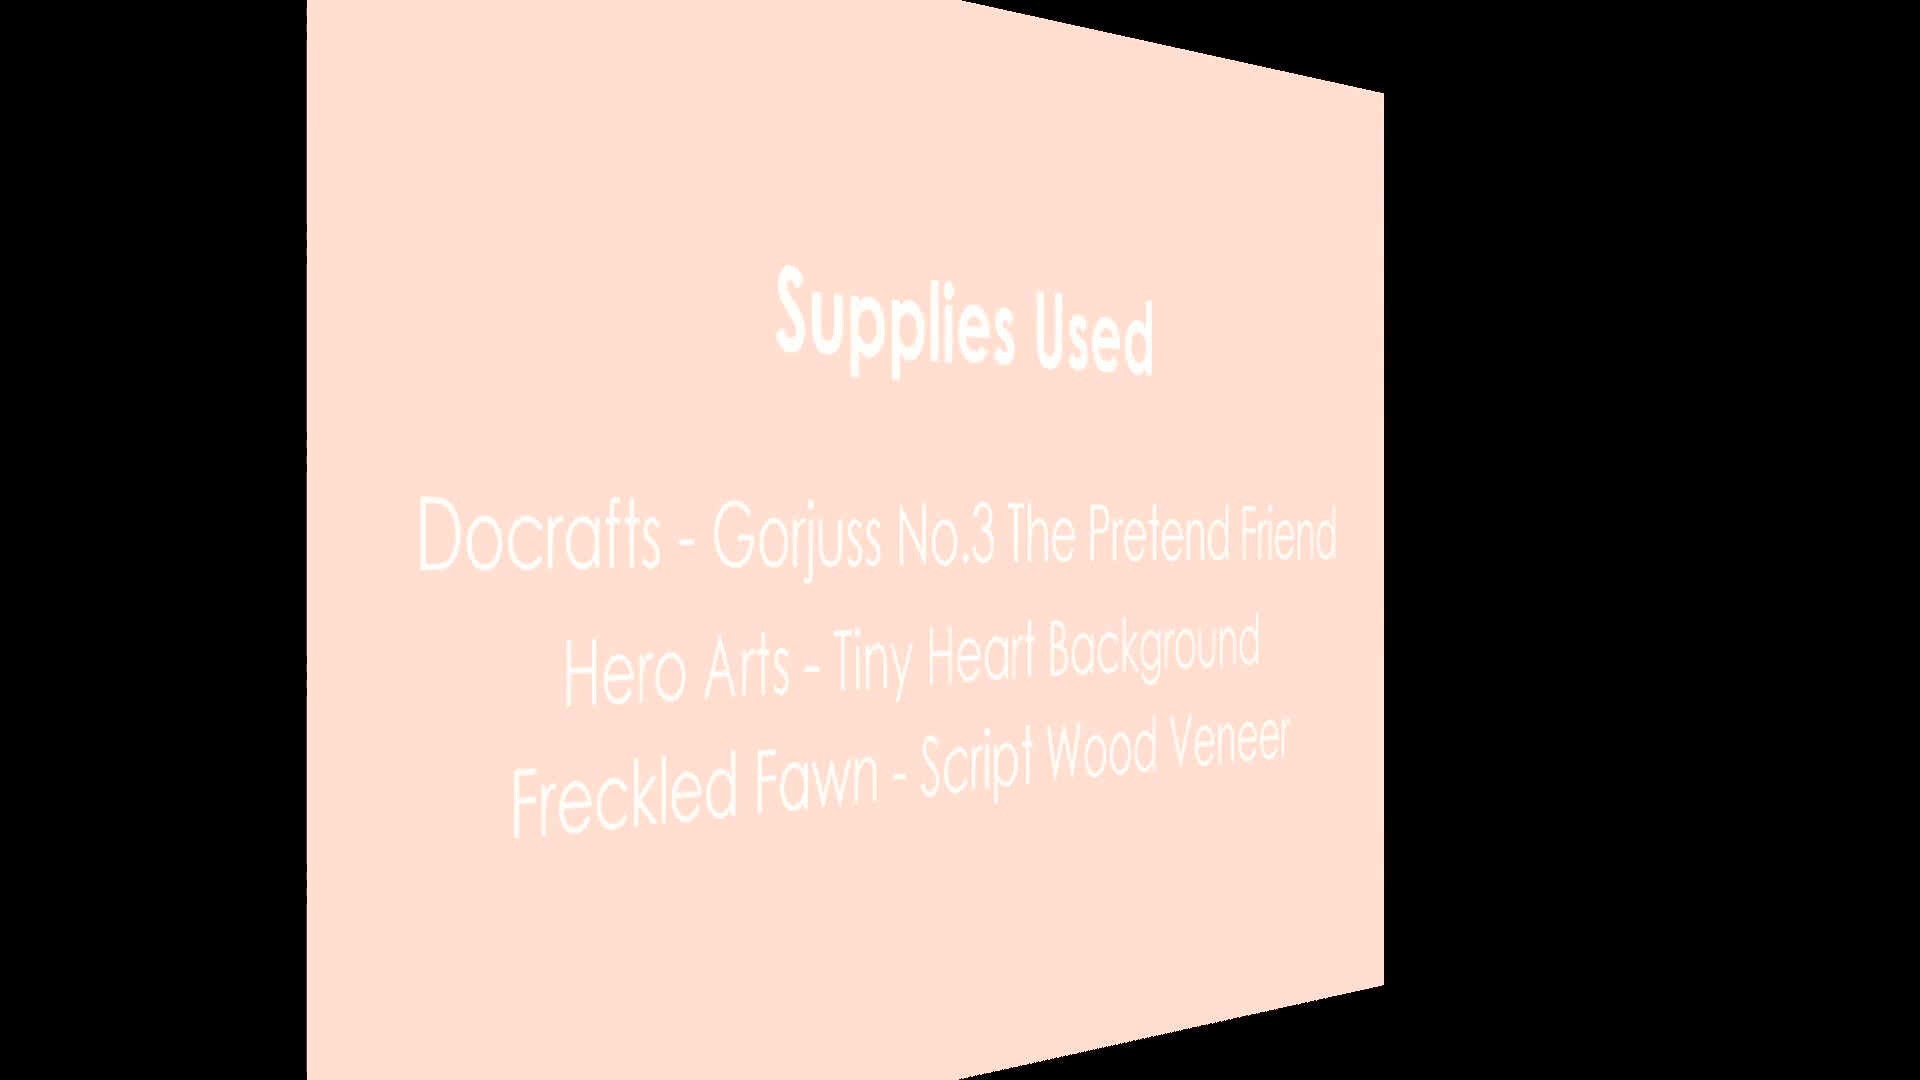 Supplies Used
Docrafts - Gorjuss No.3 The Pretend Friend
Hero Arts - Tiny Heart Background
Freckled Fawn - Script Wood Veneer